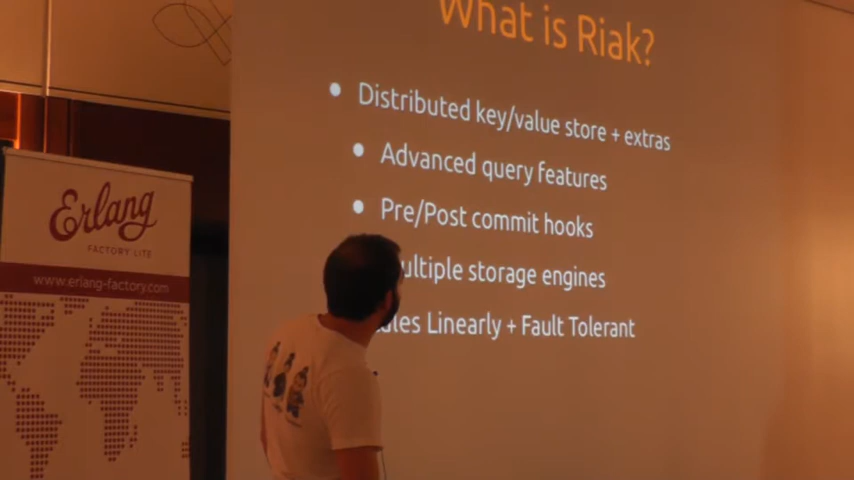 What is Riak?
Distributed key/value store + extras
Advanced query features
Pre/Post commit hooks
ultiple storage engines
Linearly + Fault Tolerant
Erlang
FACTORY LITE
www.erlang-factory.com